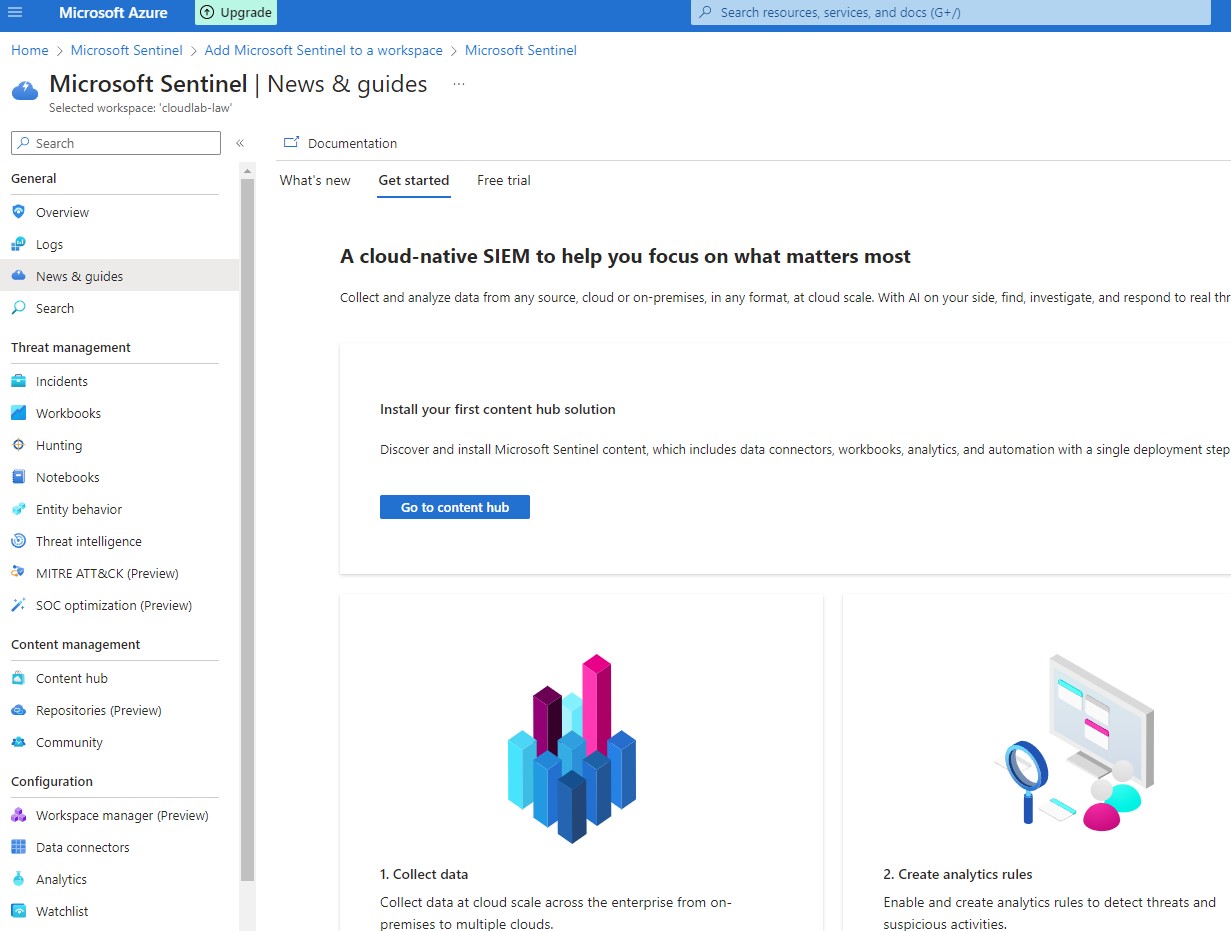 Microsoft Azure
Upgrade
Search resources, services, and docs (G+/)
Home > Microsoft Sentinel > Add Microsoft Sentinel to a workspace > Microsoft Sentinel
Microsoft Sentinel | News & guides ...
Selected workspace: 'cloudlab-law'
Search
«
Documentation
General
Overview
Logs
News & guides
Search
Threat management
Incidents
Workbooks
Hunting
Notebooks
Entity behavior
Threat intelligence
MITRE ATT&CK (Preview)
SOC optimization (Preview)
Content management
Content hub
Repositories (Preview)
Community
Configuration
Workspace manager (Preview)
Data connectors
Analytics
Watchlist
What's new
Get started
Free trial
A cloud-native SIEM to help you focus on what matters most
Collect and analyze data from any source, cloud or on-premises, in any format, at cloud scale. With AI on your side, find, investigate, and respond to real thr
Install your first content hub solution
Discover and install Microsoft Sentinel content, which includes data connectors, workbooks, analytics, and automation with a single deployment step
Go to content hub
1. Collect data
Collect data at cloud scale across the enterprise from on-
premises to multiple clouds.
2. Create analytics rules
Enable and create analytics rules to detect threats and
suspicious activities.